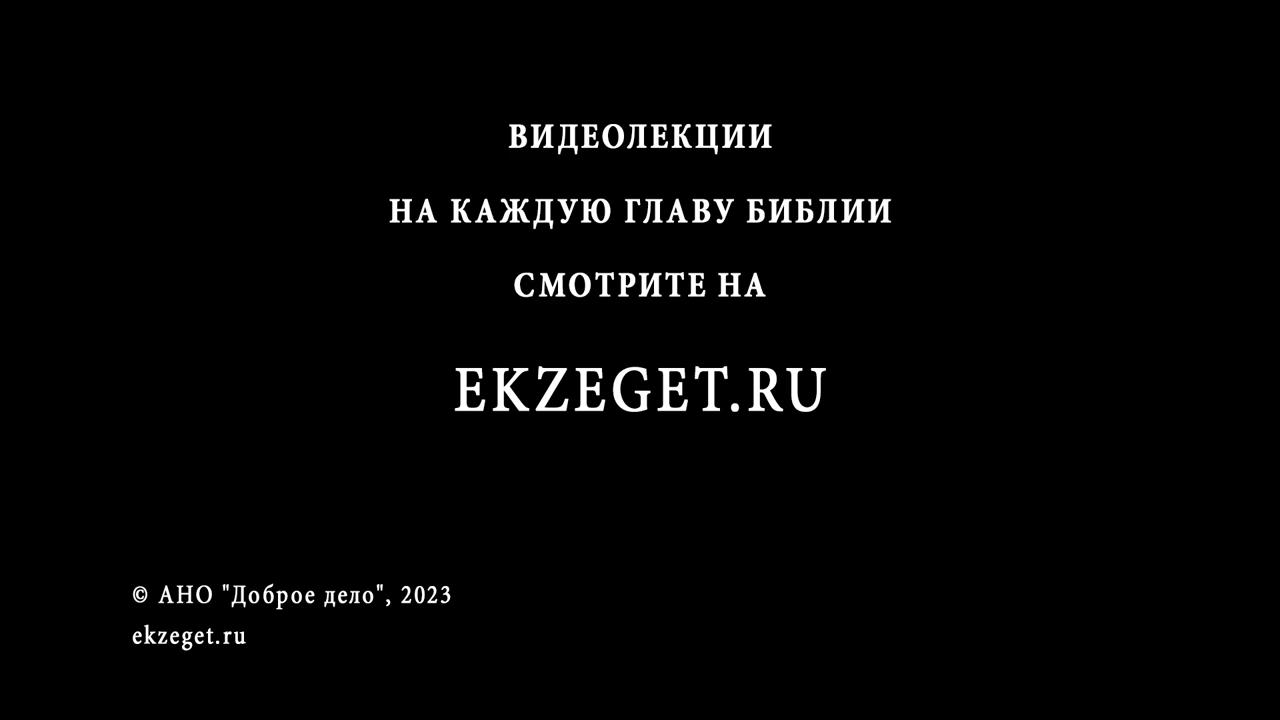 ВИДЕОЛЕКЦИИ
НА КАЖДУЮ ГЛАВУ БИБЛИИ
СМОТРИТЕ НА
EKZEGET.RU
© АНО "Доброе дело", 2023
ekzeget.ru